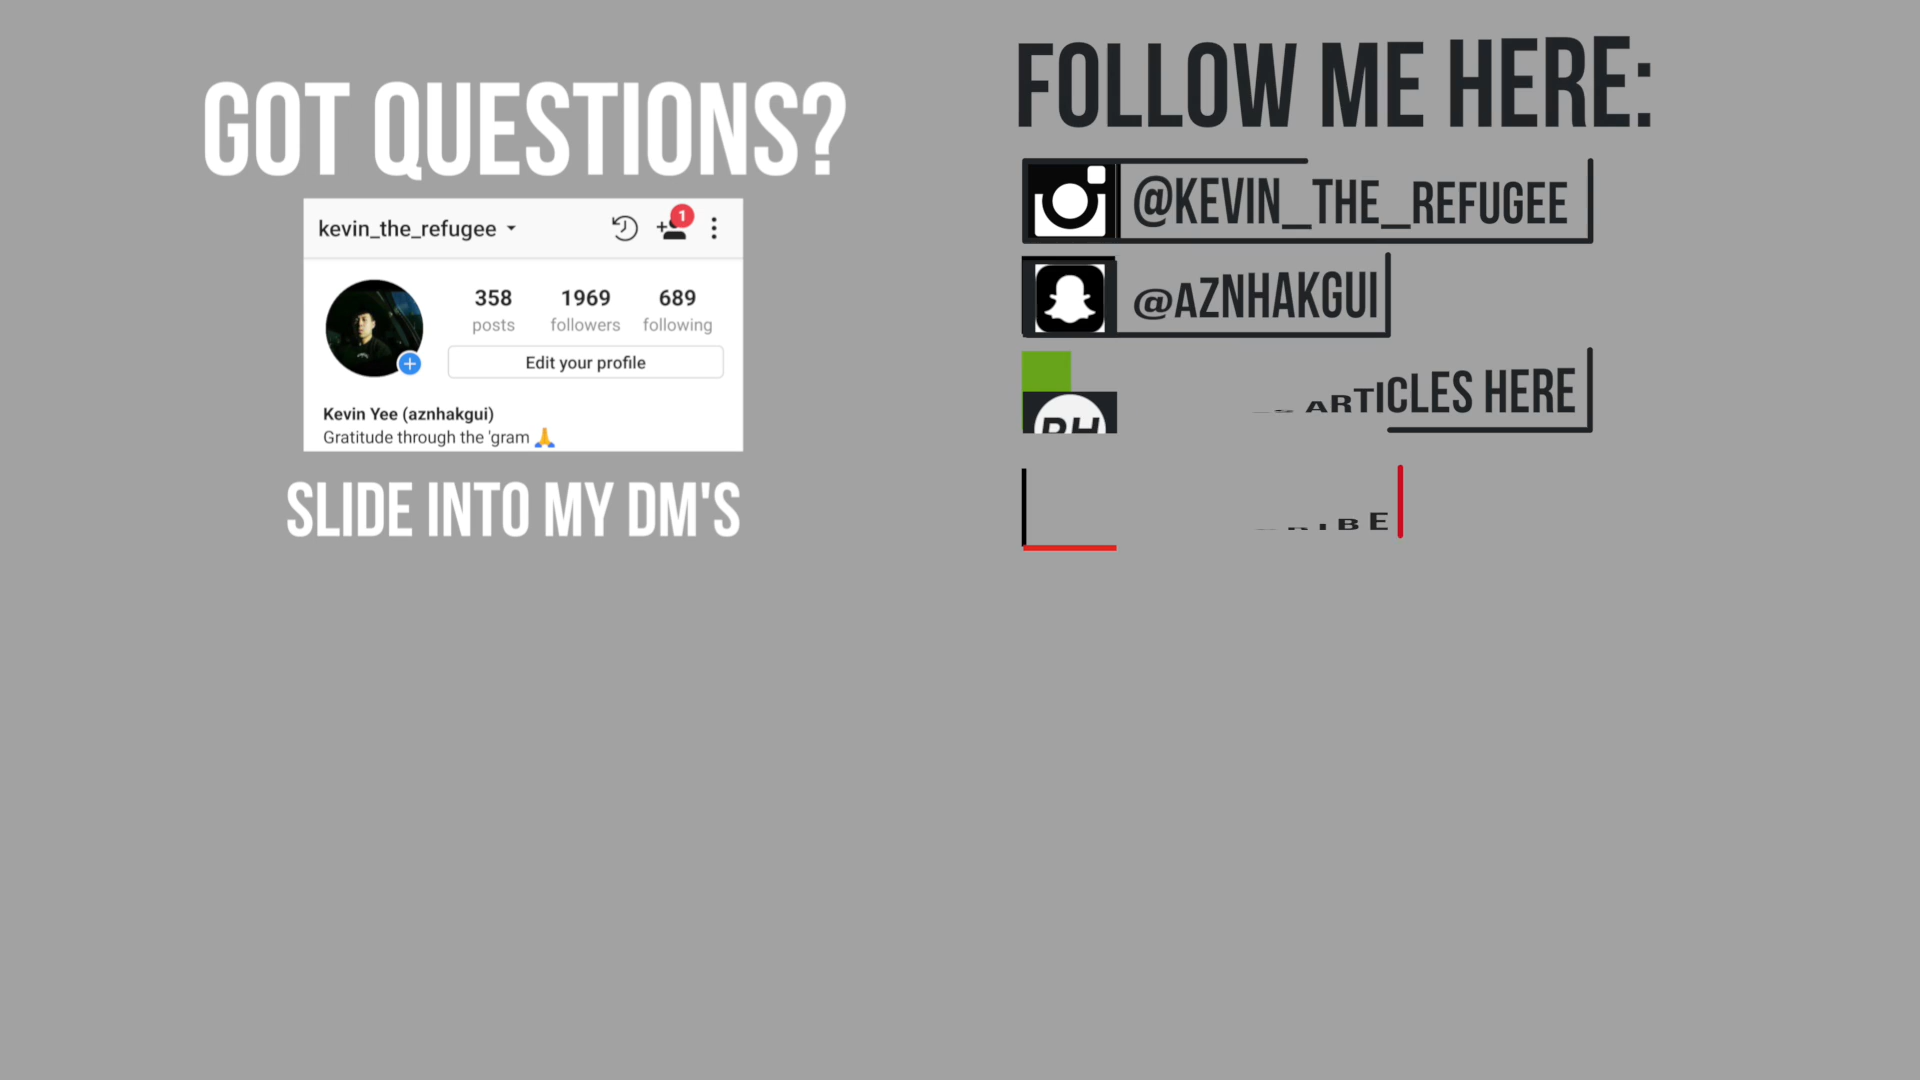 GOT QUESTIONS?
kevin_the_refugee
1
358 1969 689
posts followers following
Edit your profile
Kevin Yee (aznhakgui)
Gratitude through the 'gram 🙏
SLIDE INTO MY DM'S
FOLLOW ME HERE:
@KEVIN_THE_REFUGEE
@AZNHAKGUI
ARTICLES HERE